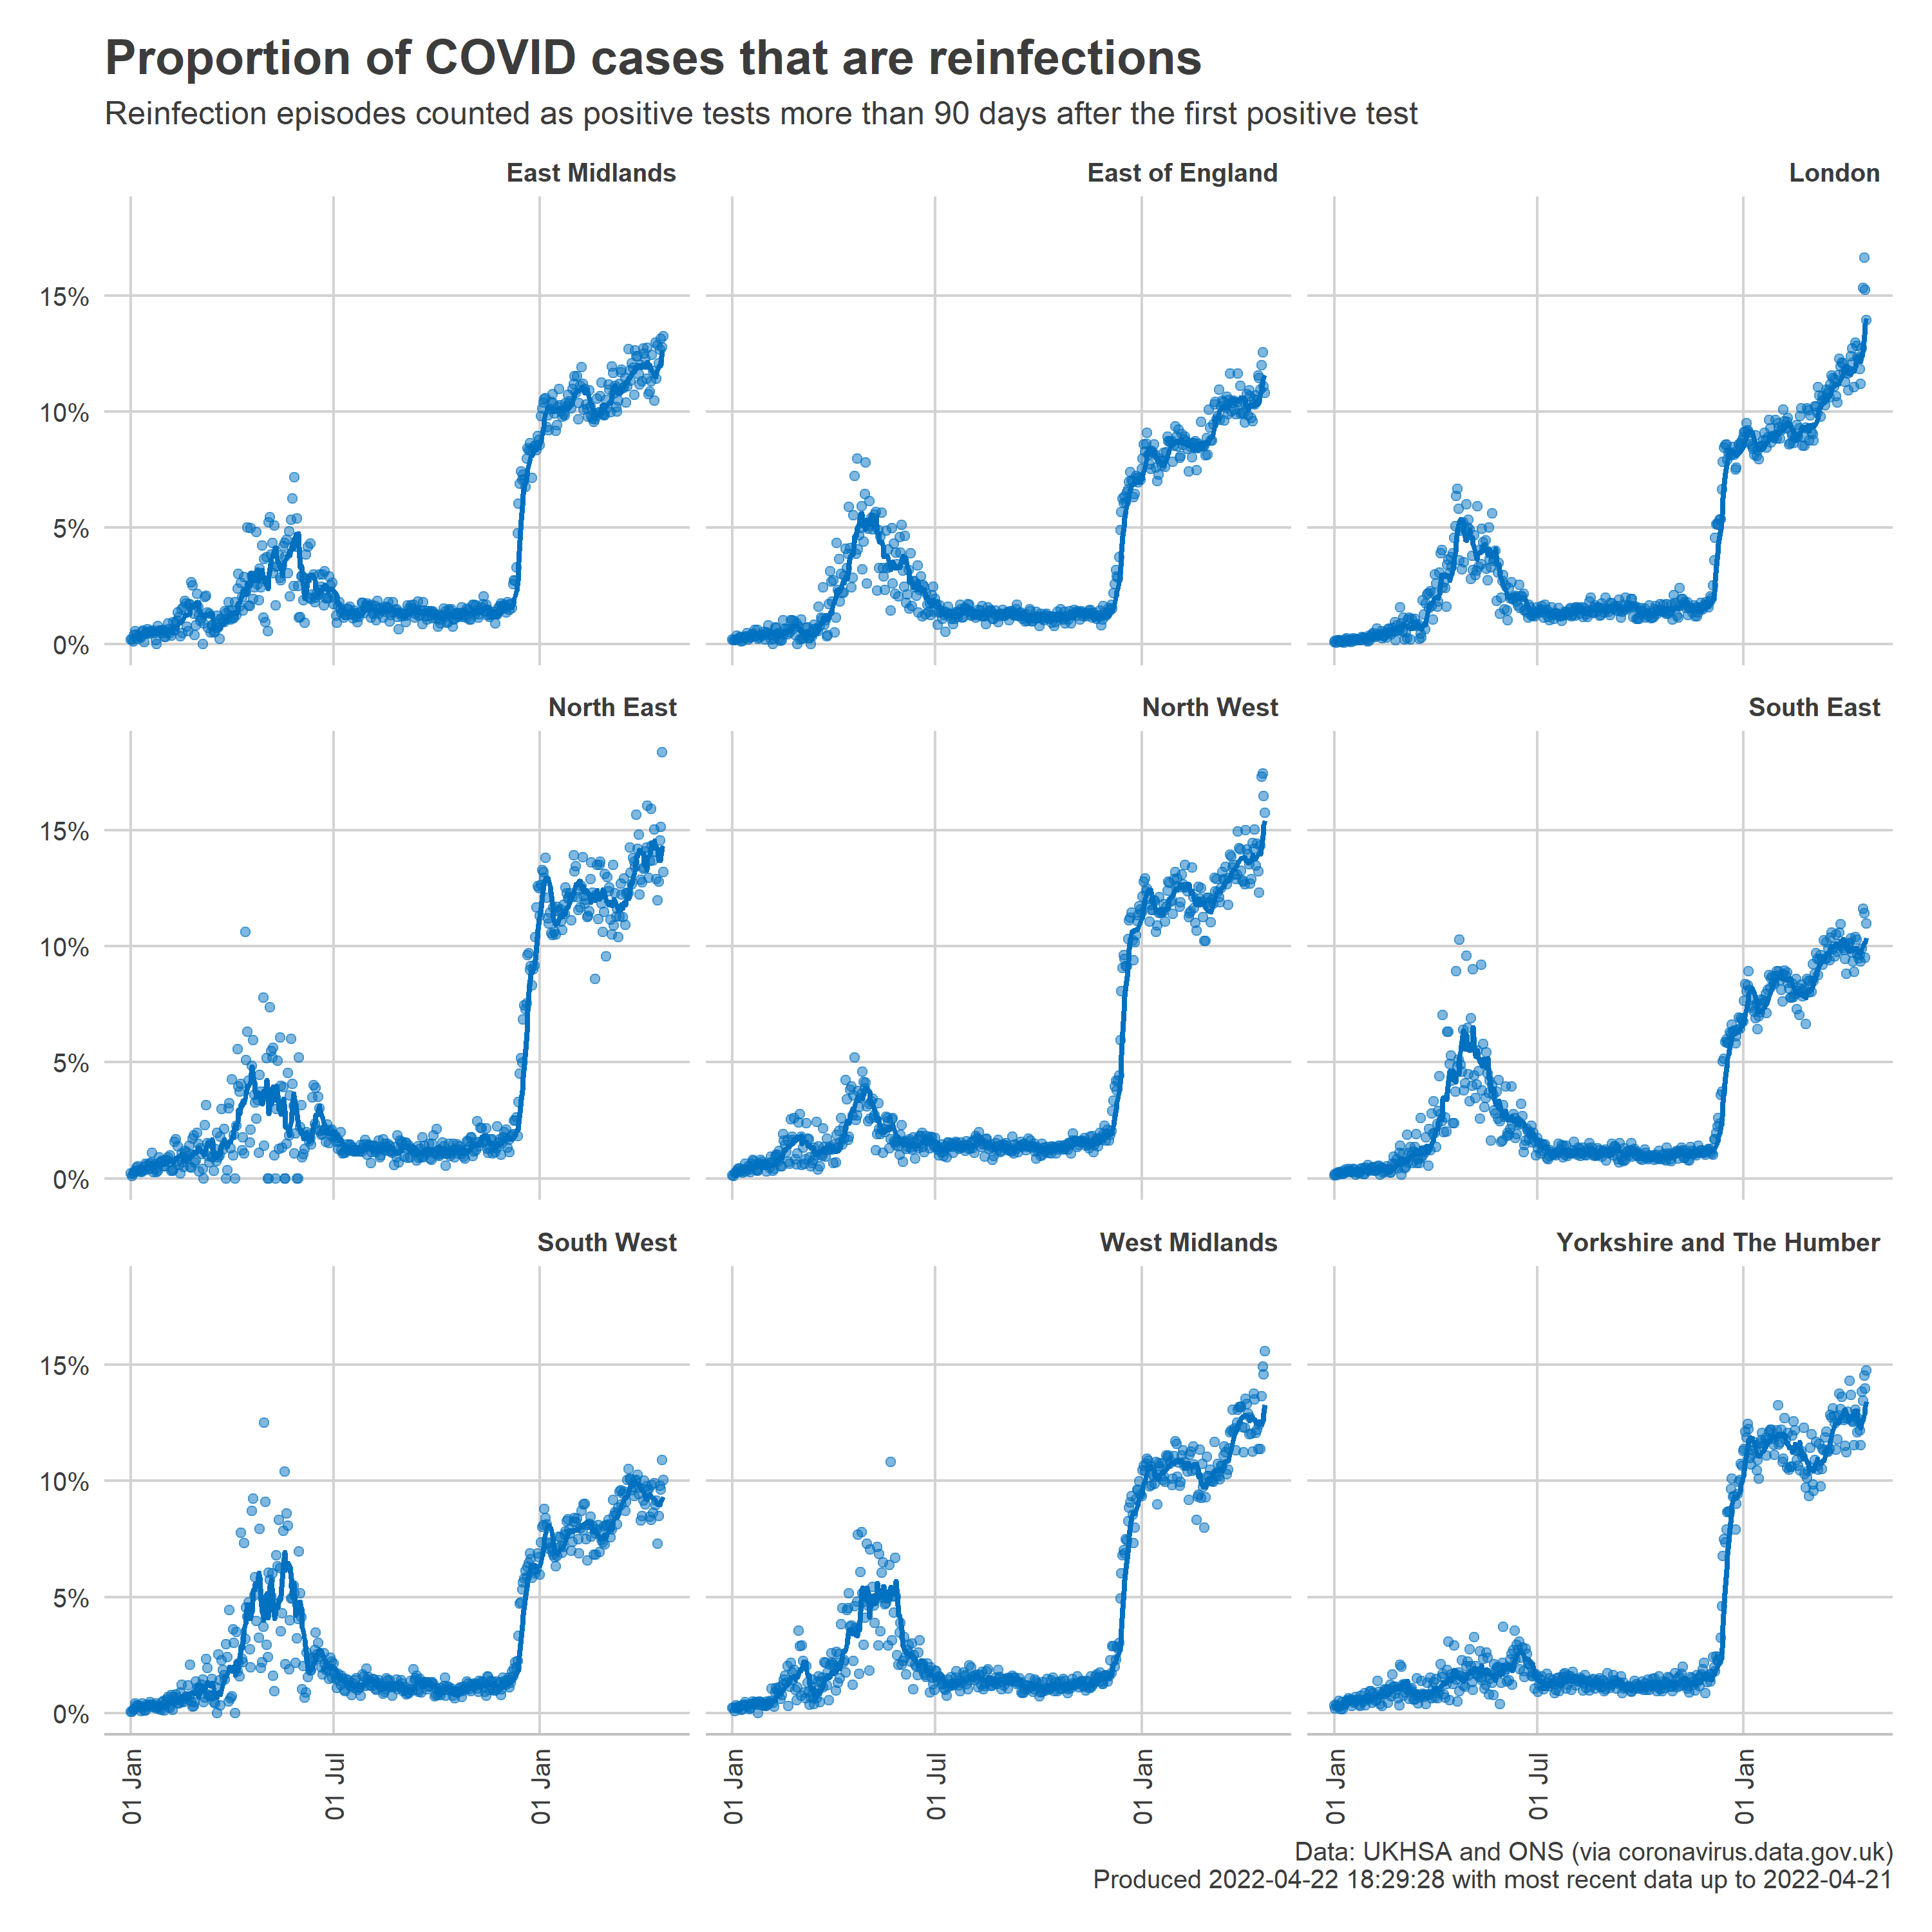 Proportion of COVID cases that are reinfections
Reinfection episodes counted as positive tests more than 90 days after the first positive test
East Midlands
East of England
London
15%
10%
5%
0%
North East
North West
South East
15%
10%
5%
0%
South West
West Midlands
Yorkshire and The Humber
15%
10%
5%
0%
01 Jan
01 Jul
01 Jan
01 Jan
01 Jul
01 Jan
01 Jan
01 Jul
01 Jan
Data: UKHSA and ONS (via coronavirus.data.gov.uk)
Produced 2022-04-22 18:29:28 with most recent data up to 2022-04-21